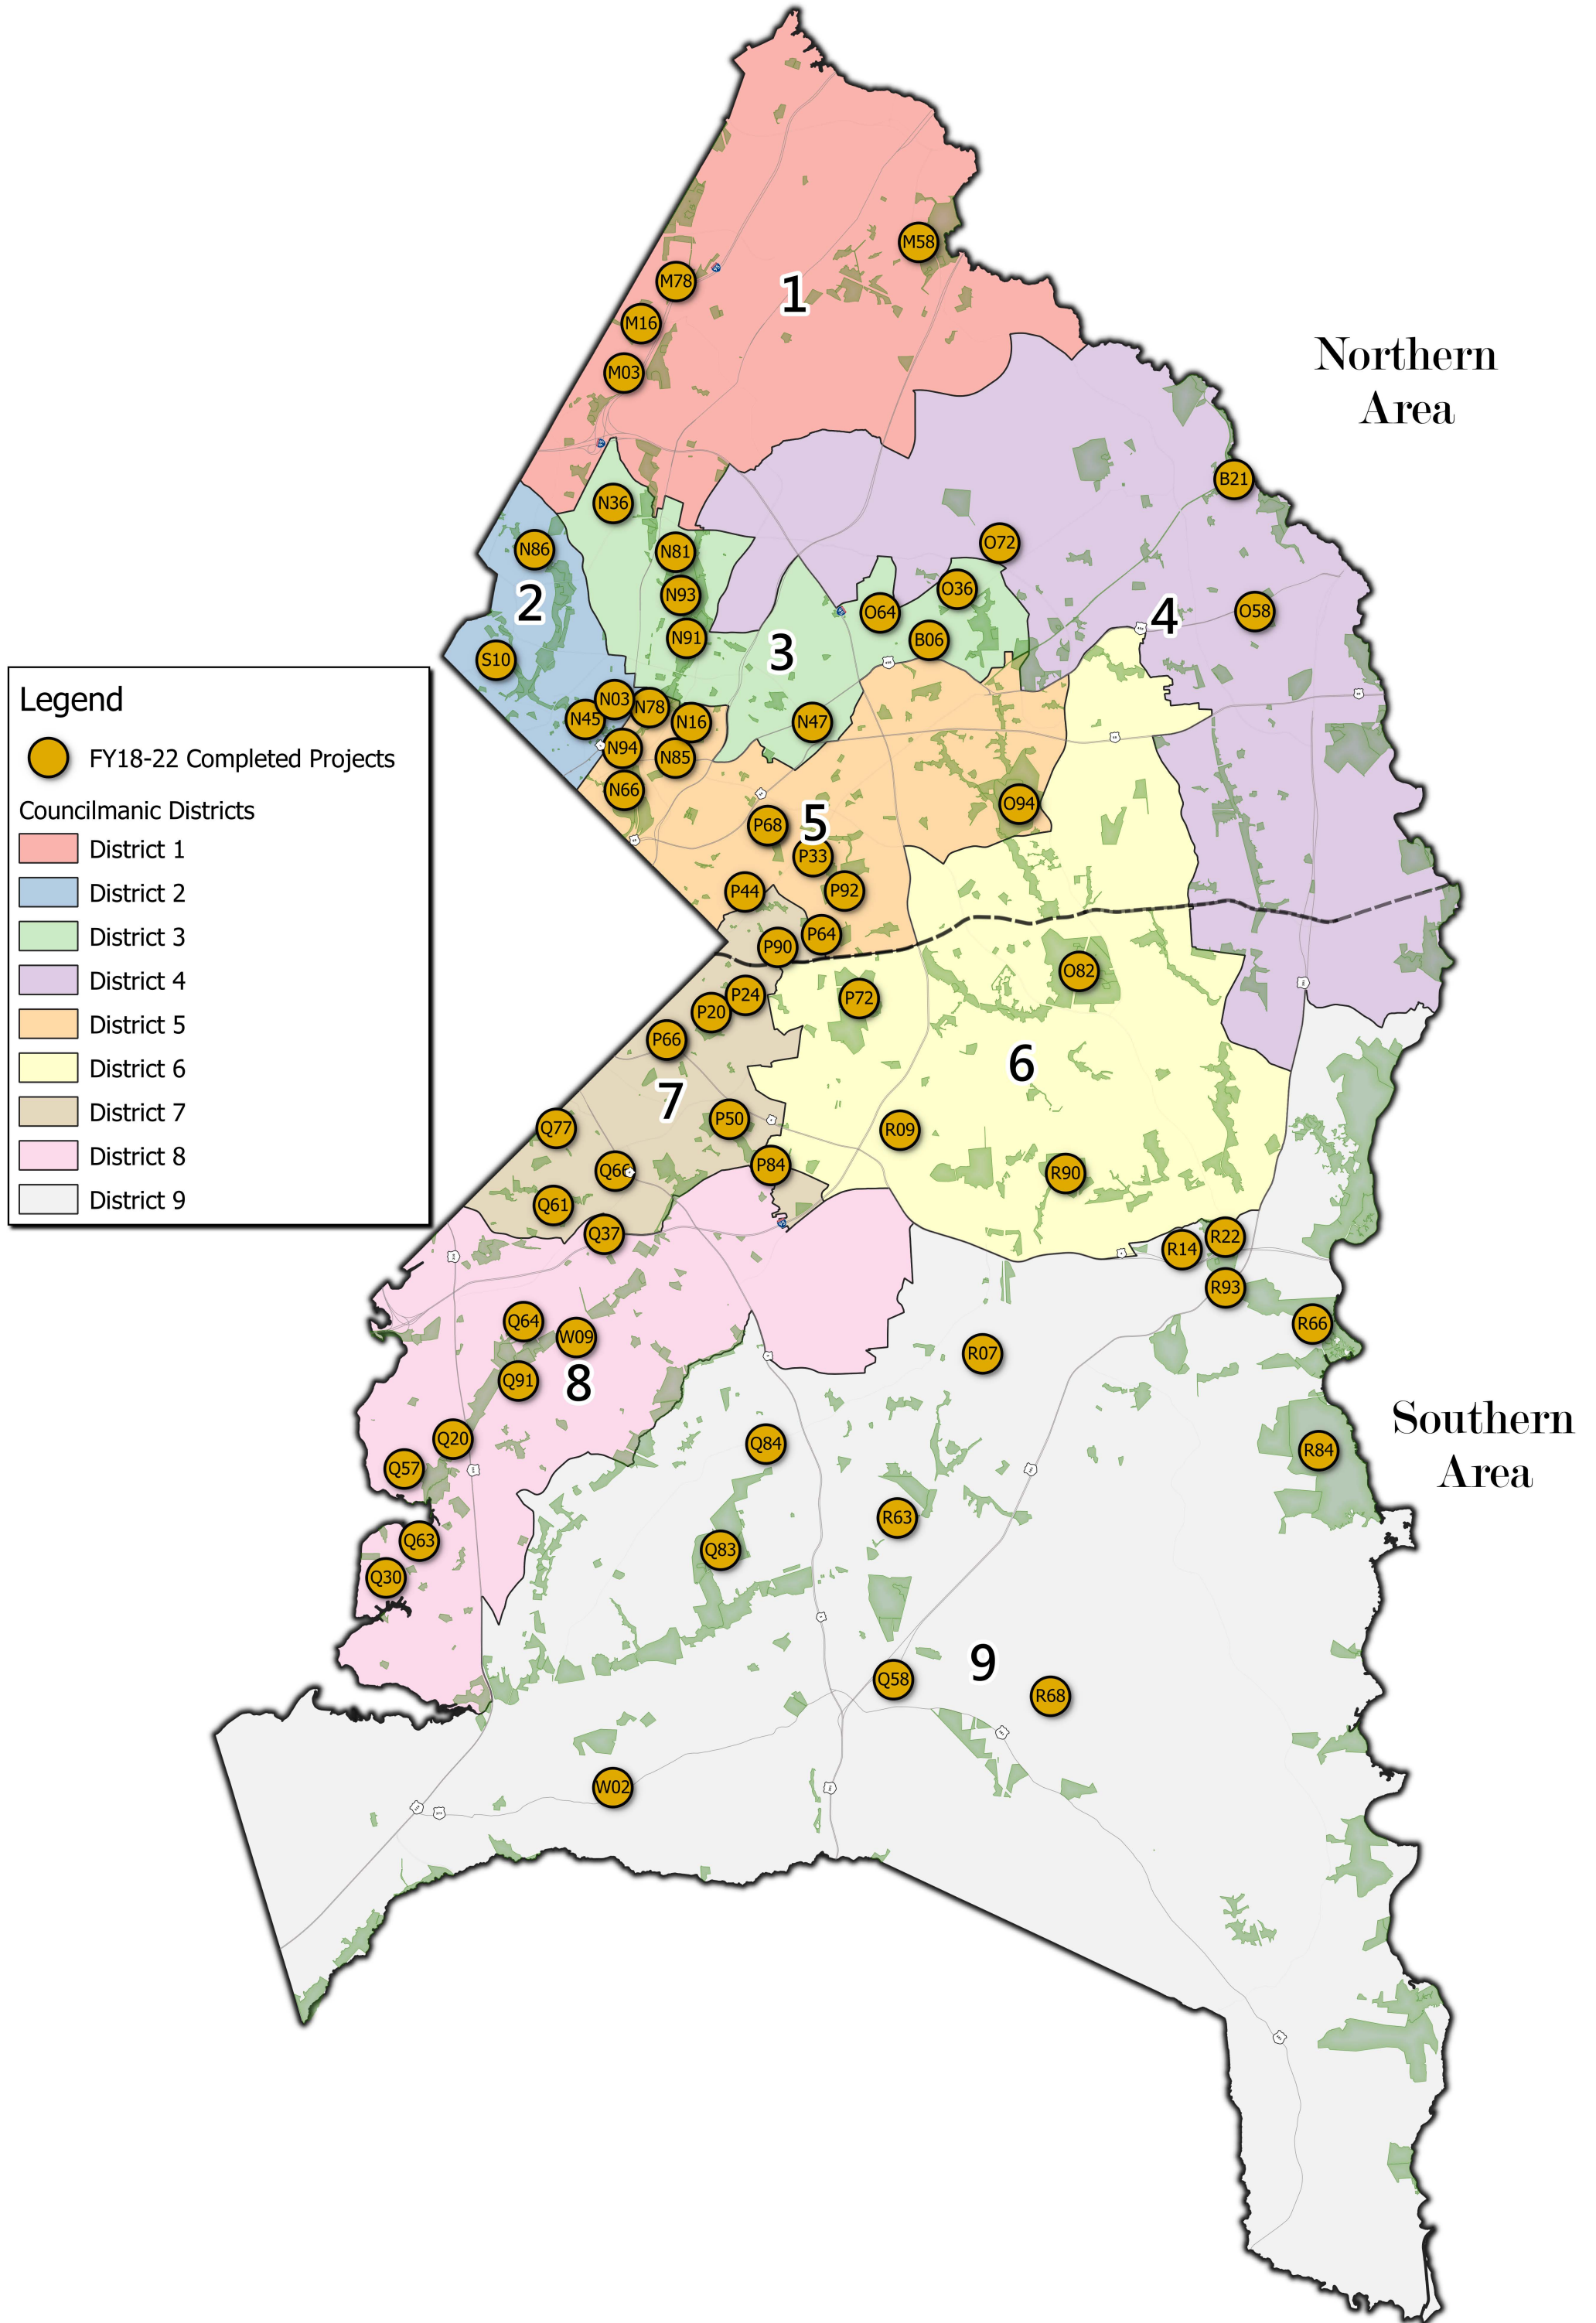 M58
M78
1
M16
Northern
Area
M03
B21
N36
O72
N86
N81
O36
N93
2
O64
O58
4
N91
B06
3
S10
Legend
N03
N78
N45
N16
N47
FY18-22 Completed Projects
N94
N85
N66
O94
Councilmanic Districts
P68
5
District 1
P33
District 2
P44
P92
District 3
P64
P90
O82
District 4
P24
P72
P20
District 5
P66
6
District 6
7
District 7
P50
Q77
R09
District 8
P84
Q66
R90
District 9
Q61
Q37
R22
R14
R93
Q64
R66
W09
R07
Q91
8
Southern
Area
Q20
Q84
R84
Q57
R63
Q63
Q83
Q30
9
Q58
R68
W02